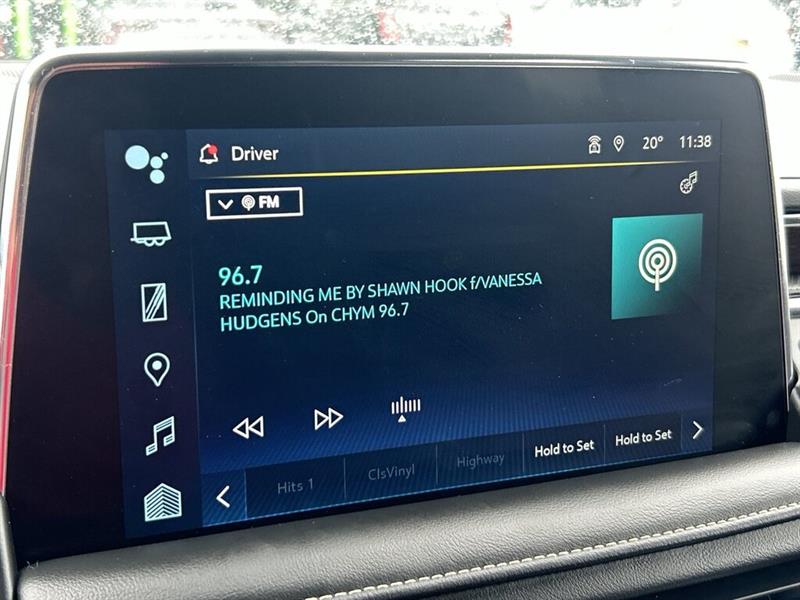 Driver
20° 11:38
FM
96.7
REMINDING ME BY SHAWN HOOK f/VANESSA
HUDGENS On CHYM 96.7
Hits 1 ClsVinyl Highway Hold to Set Hold to Set